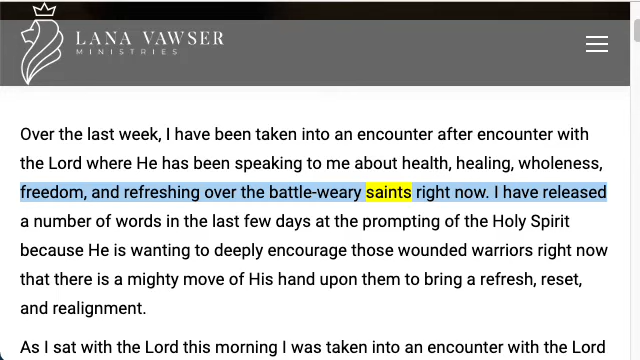 LANA VAWSER
MINISTRIES
Over the last week, I have been taken into an encounter after encounter with
the Lord where He has been speaking to me about health, healing, wholeness,
freedom, and refreshing over the battle-weary saints right now. I have released
a number of words in the last few days at the prompting of the Holy Spirit
because He is wanting to deeply encourage those wounded warriors right now
that there is a mighty move of His hand upon them to bring a refresh, reset,
and realignment.
As I sat with the Lord this morning I was taken into an encounter with the Lord